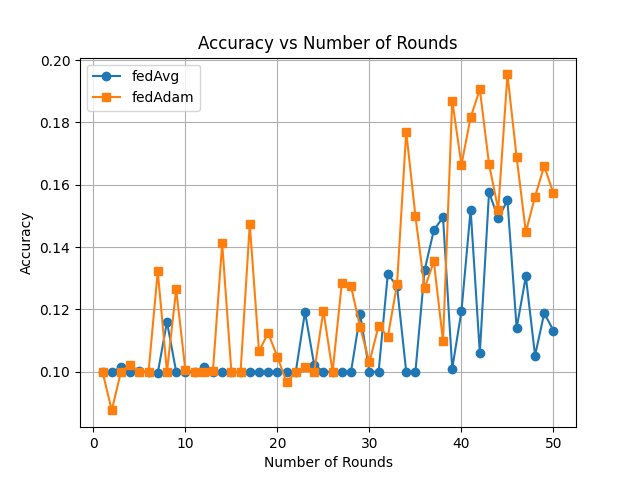 Accuracy vs Number of Rounds
fedAvg
fedAdam
0.20
0.18
0.16
0.14
0.12
0.10
Accuracy
0
10
20
30
40
50
Number of Rounds